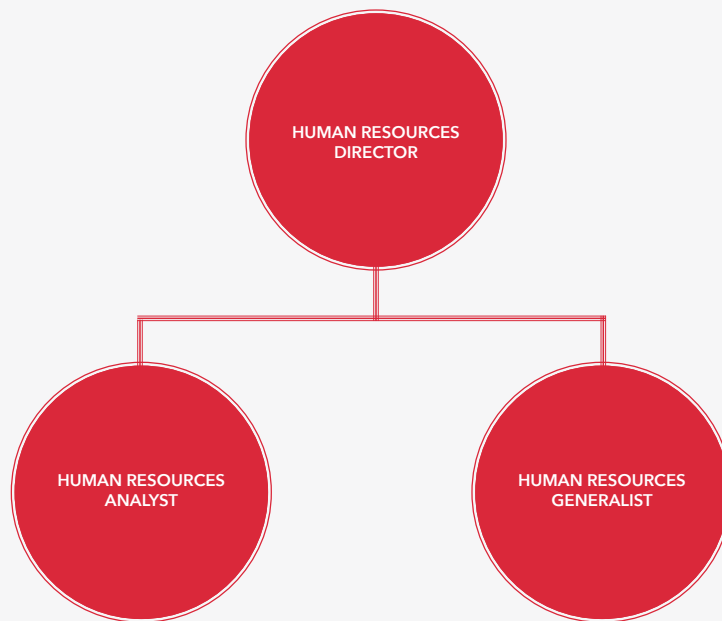 HUMAN RESOURCES
DIRECTOR
HUMAN RESOURCES
ANALYST
HUMAN RESOURCES
GENERALIST